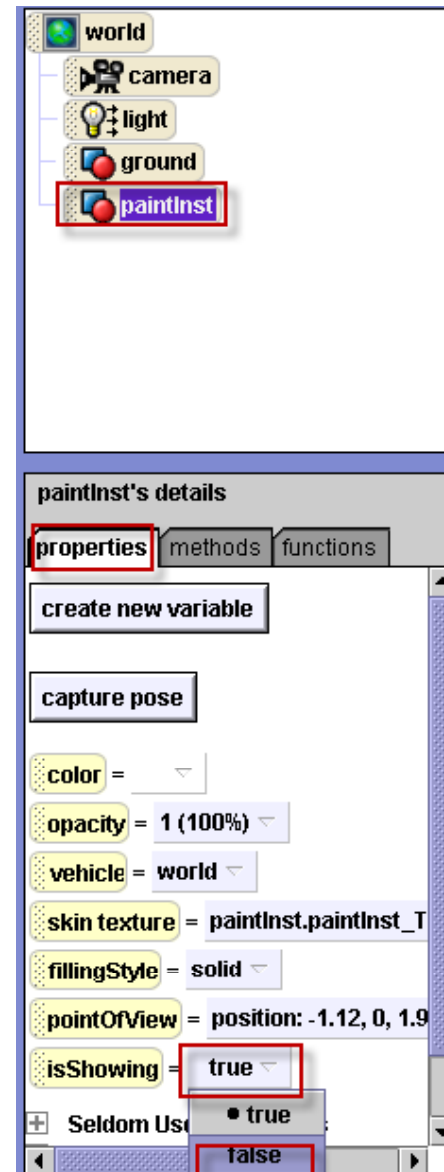 world
camera
light
ground
paintInst
paintInst's details
properties methods functions
create new variable
capture pose
color =
opacity = 1 (100%)
vehicle = world
skin texture = paintInst.paintInst_T
fillingStyle = solid
pointOfView = position: -1.12, 0, 1.9
isShowing = true
Seldom Us
true
false